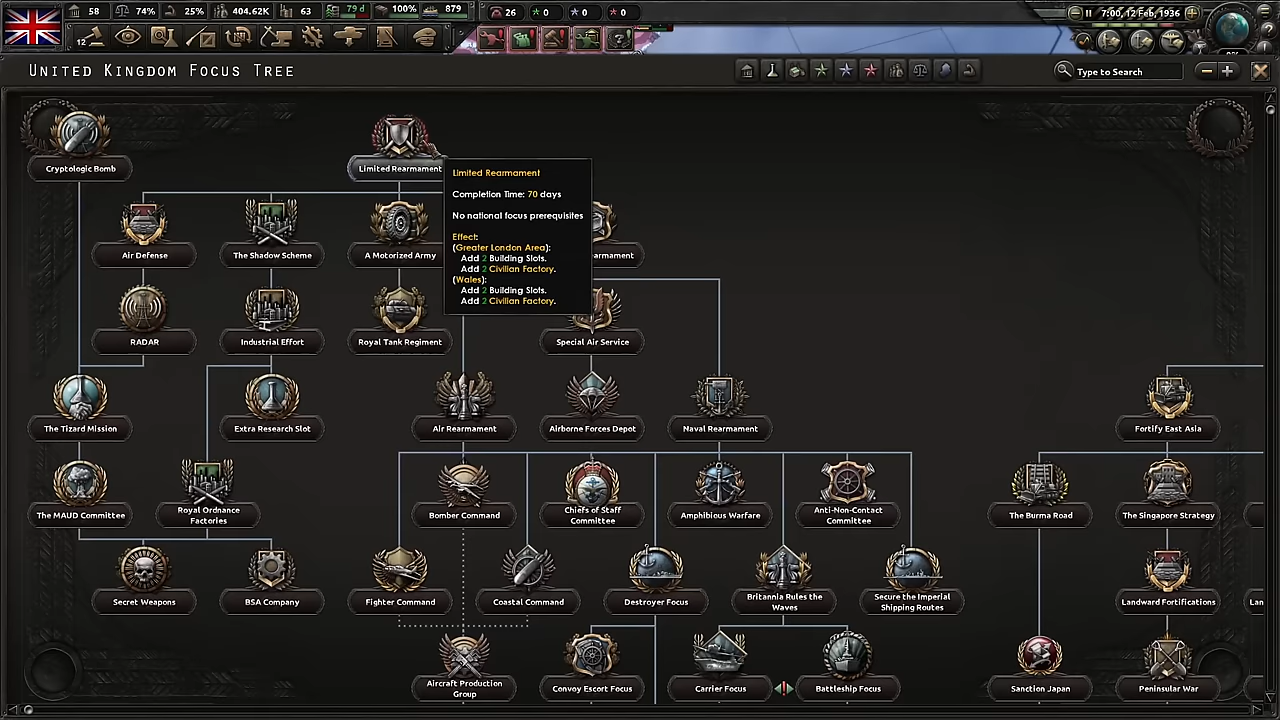 58 74% 25% 404.62K 63 79 d 100% 879 26 0 0 0 7:00, 12 Feb, 1936
12
United Kingdom Focus Tree
Type to Search
Cryptologic Bomb
Limited Rearmament
Limited Rearmament
Completion Time: 70 days
No national focus prerequisites
Effect:
(Greater London Area):
Add 2 Building Slots.
Add 2 Civilian Factory.
(Wales):
Add 2 Building Slots.
Add 2 Civilian Factory.
Air Defense
The Shadow Scheme
A Motorized Army
RADAR
Industrial Effort
Royal Tank Regiment
Special Air Service
The Tizard Mission
Extra Research Slot
Air Rearmament
Airborne Forces Depot
Naval Rearmament
Fortify East Asia
The MAUD Committee
Royal Ordnance
Factories
Bomber Command
Chiefs of Staff
Committee
Amphibious Warfare
Anti-Non-Contact
Committee
The Burma Road
The Singapore Strategy
Secret Weapons
BSA Company
Fighter Command
Coastal Command
Destroyer Focus
Britannia Rules the
Waves
Secure the Imperial
Shipping Routes
Landward Fortifications
Lan
Aircraft Production
Group
Convoy Escort Focus
Carrier Focus
Battleship Focus
Sanction Japan
Peninsular War